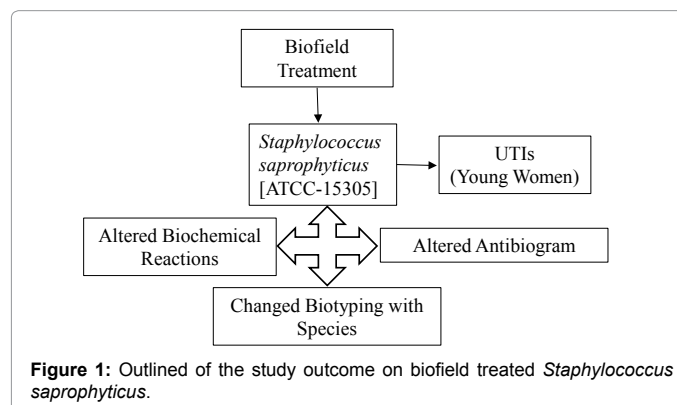 Biofield
Treatment
Staphylococcus
saprophyticus
[ATCC-15305]
UTIs
(Young Women)
Altered Biochemical
Reactions
Altered Antibiogram
Changed Biotyping with
Species
Figure 1: Outlined of the study outcome on biofield treated Staphylococcus
saprophyticus.